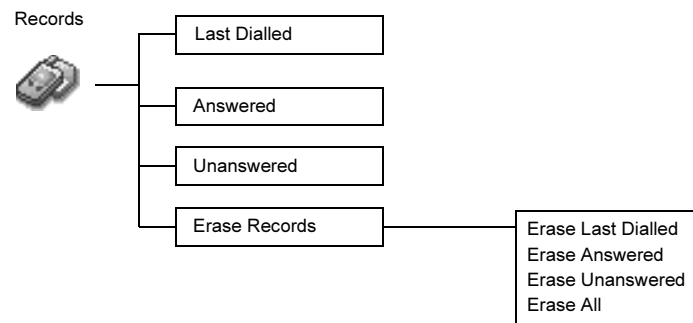 Records
Last Dialled
Answered
Unanswered
Erase Records
Erase Last Dialled
Erase Answered
Erase Unanswered
Erase All